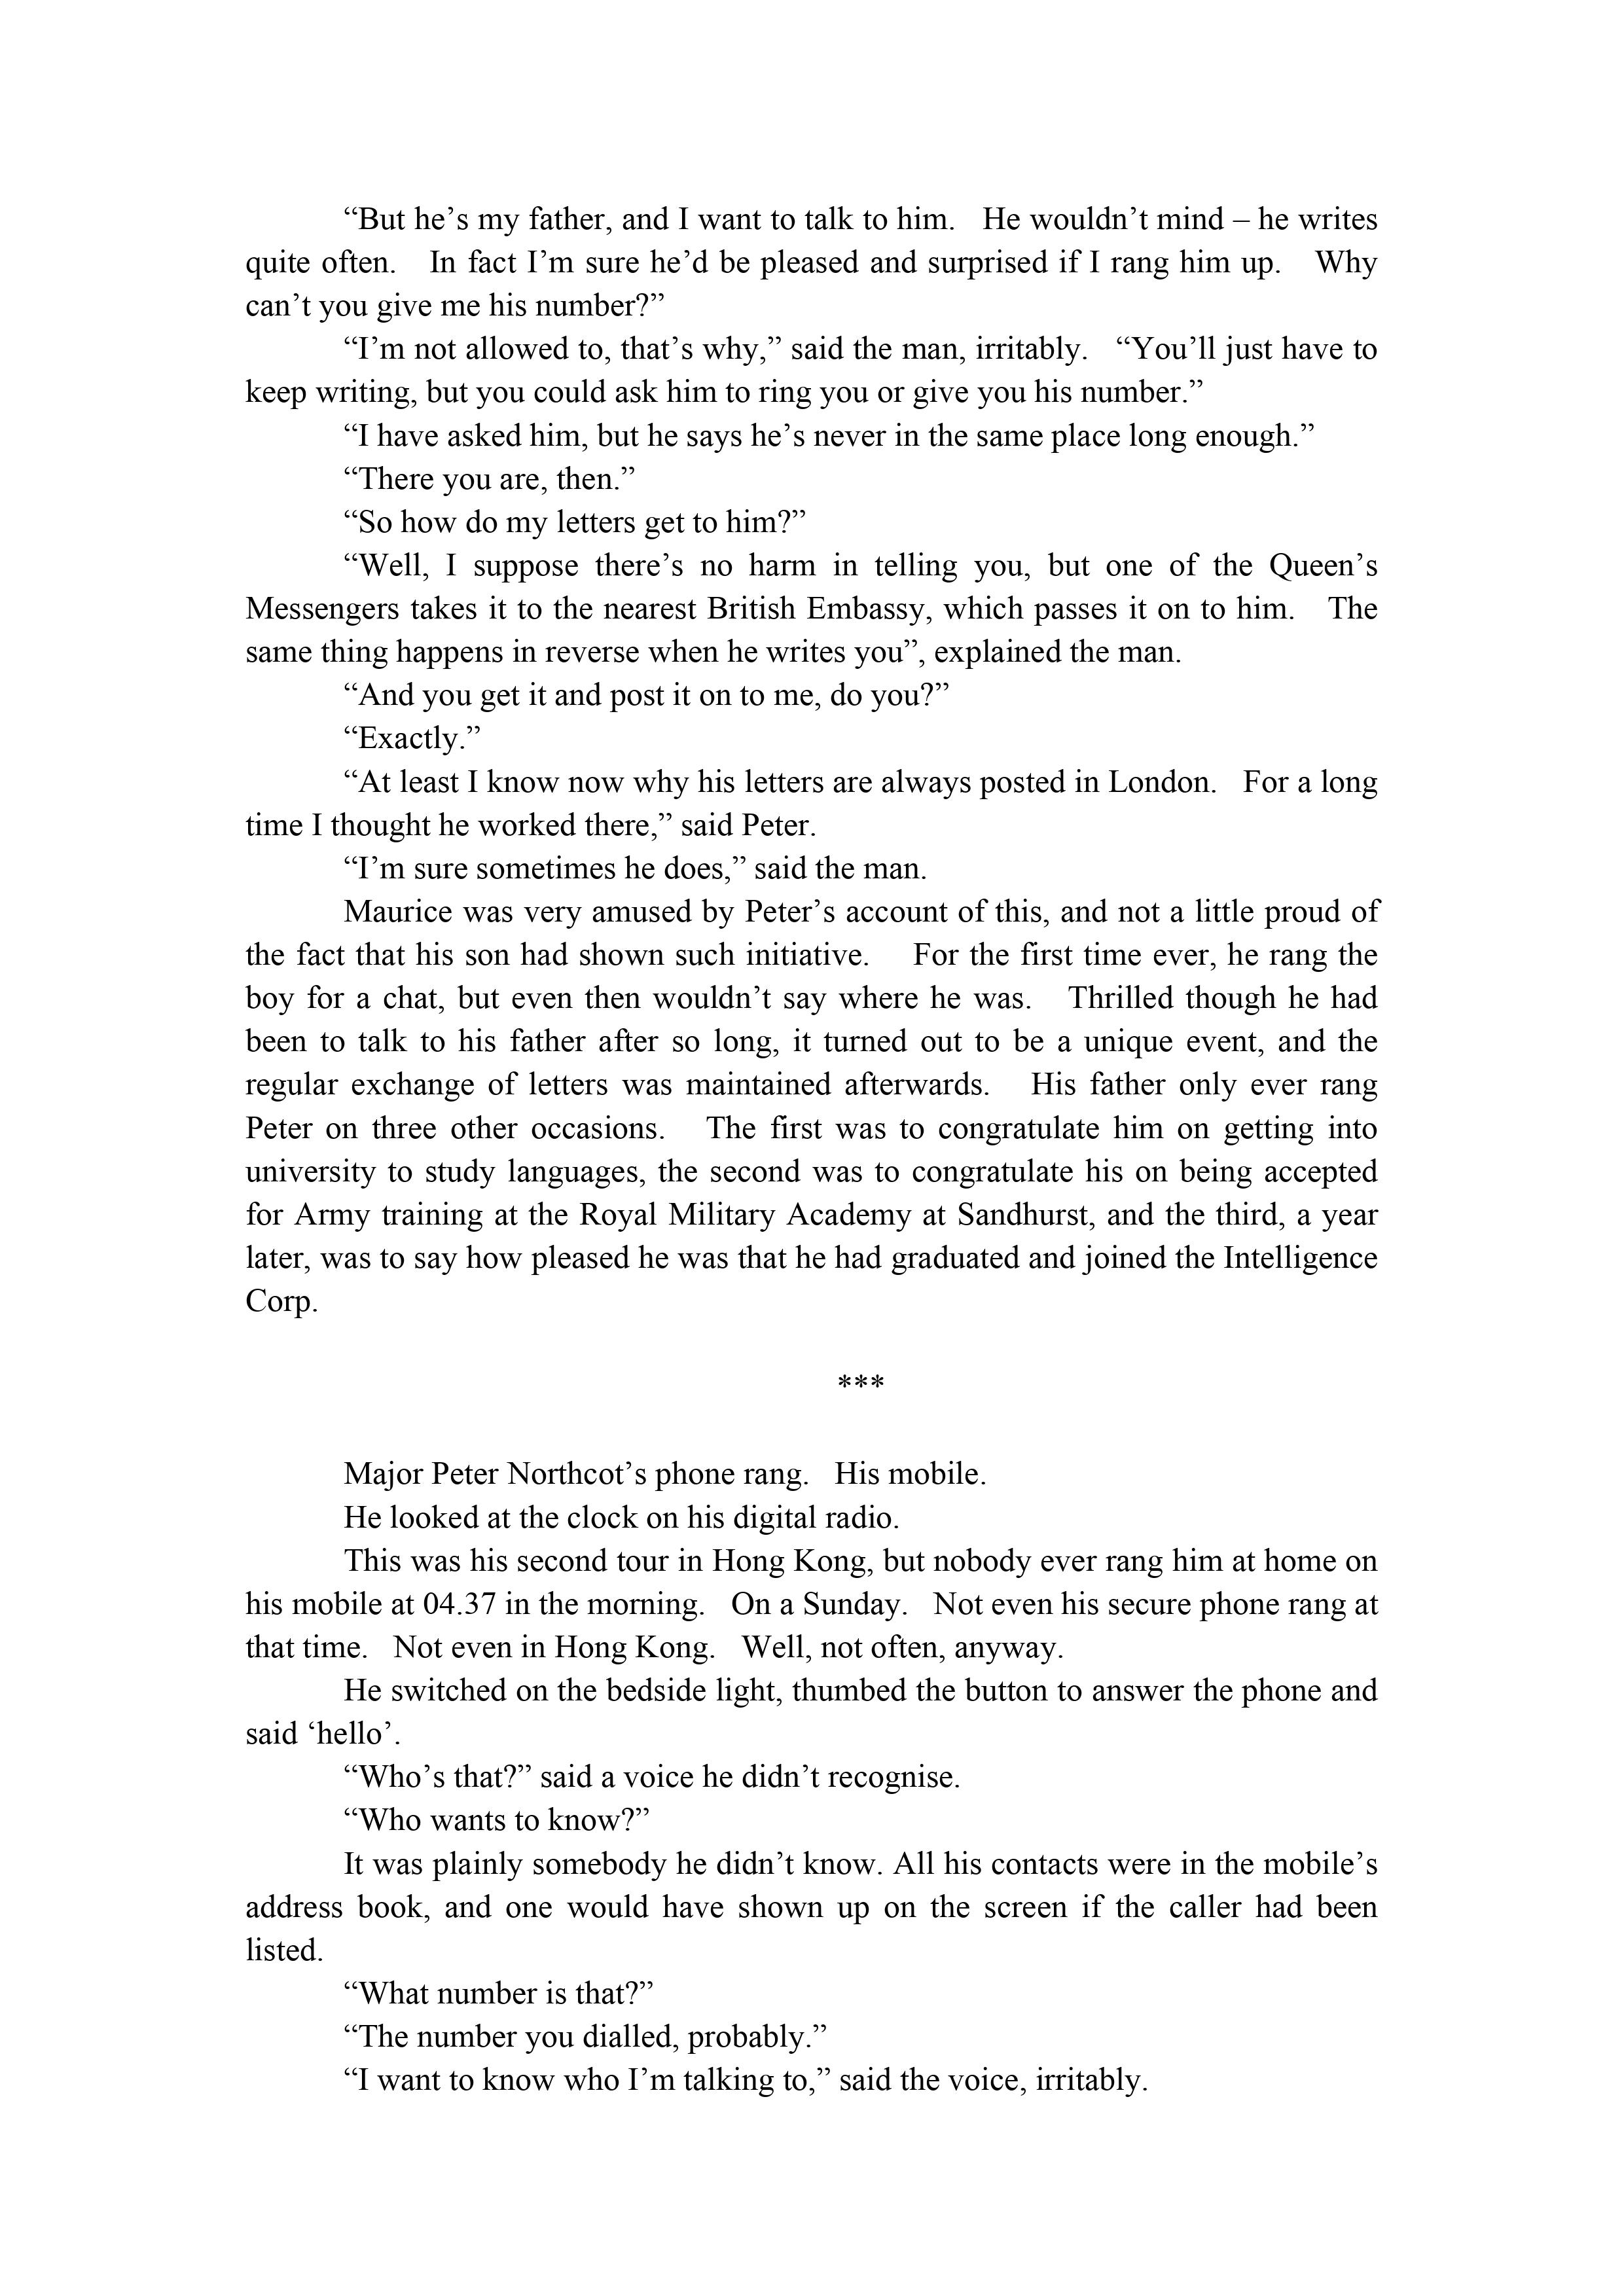 “But he’s my father, and I want to talk to him. He wouldn’t mind – he writes
quite often. In fact I’m sure he’d be pleased and surprised if I rang him up. Why
can’t you give me his number?”
“I’m not allowed to, that’s why,” said the man, irritably. “You’ll just have to
keep writing, but you could ask him to ring you or give you his number.”
“I have asked him, but he says he’s never in the same place long enough.”
“There you are, then.”
“So how do my letters get to him?”
“Well, I suppose there’s no harm in telling you, but one of the Queen’s
Messengers takes it to the nearest British Embassy, which passes it on to him. The
same thing happens in reverse when he writes you”, explained the man.
“And you get it and post it on to me, do you?”
“Exactly.”
“At least I know now why his letters are always posted in London. For a long
time I thought he worked there,” said Peter.
“I’m sure sometimes he does,” said the man.
Maurice was very amused by Peter’s account of this, and not a little proud of
the fact that his son had shown such initiative. For the first time ever, he rang the
boy for a chat, but even then wouldn’t say where he was. Thrilled though he had
been to talk to his father after so long, it turned out to be a unique event, and the
regular exchange of letters was maintained afterwards. His father only ever rang
Peter on three other occasions. The first was to congratulate him on getting into
university to study languages, the second was to congratulate his on being accepted
for Army training at the Royal Military Academy at Sandhurst, and the third, a year
later, was to say how pleased he was that he had graduated and joined the Intelligence
Corp.
***
Major Peter Northcot’s phone rang. His mobile.
He looked at the clock on his digital radio.
This was his second tour in Hong Kong, but nobody ever rang him at home on
his mobile at 04.37 in the morning. On a Sunday. Not even his secure phone rang at
that time. Not even in Hong Kong. Well, not often, anyway.
He switched on the bedside light, thumbed the button to answer the phone and
said ‘hello’.
“Who’s that?” said a voice he didn’t recognise.
“Who wants to know?”
It was plainly somebody he didn’t know. All his contacts were in the mobile’s
address book, and one would have shown up on the screen if the caller had been
listed.
“What number is that?”
“The number you dialled, probably.”
“I want to know who I’m talking to,” said the voice, irritably.